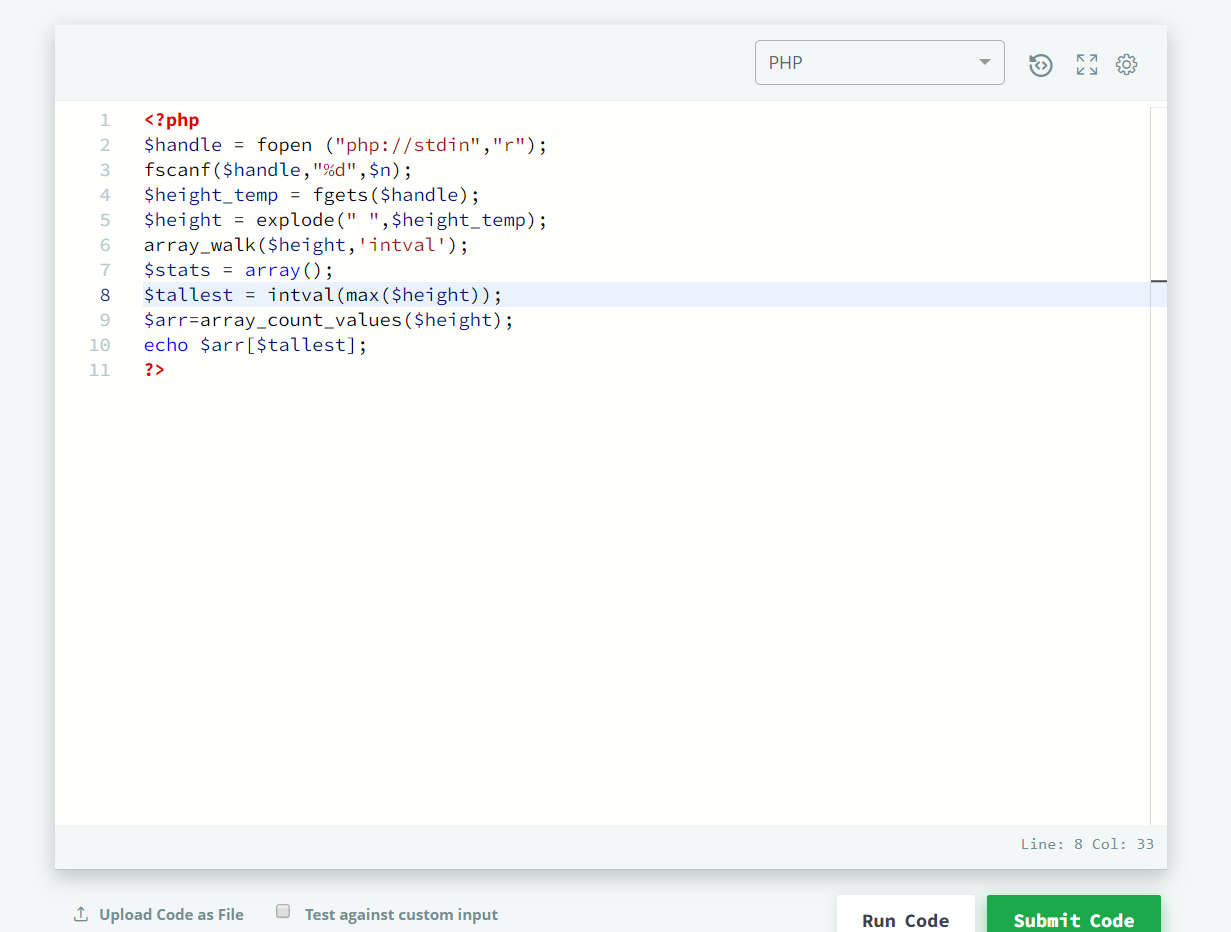 PHP
1 <?php
2 $handle = fopen ("php://stdin","r");
3 fscanf($handle,"%d",$n);
4 $height_temp = fgets($handle);
5 $height = explode(" ",$height_temp);
6 array_walk($height,'intval');
7 $stats = array();
8 $tallest = intval(max($height));
9 $arr=array_count_values($height);
10 echo $arr[$tallest];
11 ?>
Line: 8 Col: 33
Upload Code as File Test against custom input Run Code Submit Code